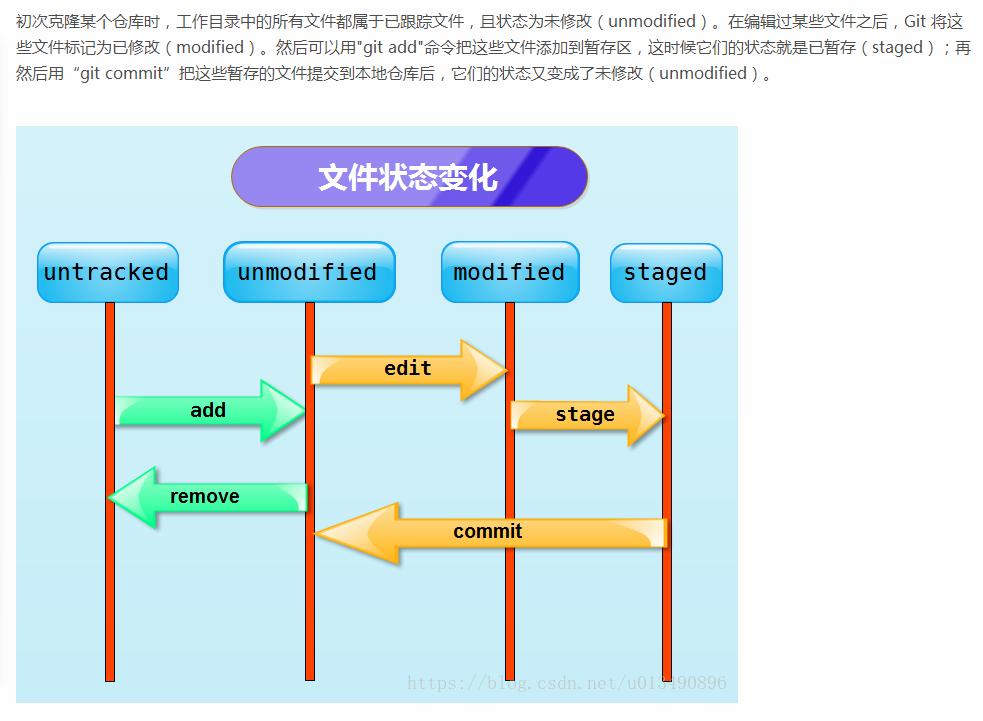 初次克隆某个仓库时，工作目录中的所有文件都属于已跟踪文件，且状态为未修改（unmodified）。在编辑过某些文件之后，Git 将这
些文件标记为已修改（modified）。然后可以用"git add"命令把这些文件添加到暂存区，这时候它们的状态就是已暂存（staged）；再
然后用“git commit”把这些暂存的文件提交到本地仓库后，它们的状态又变成了未修改（unmodified）。
文件状态变化
untracked unmodified modified staged
edit
add
stage
remove
commit
https://blog.csdn.net/u013490896